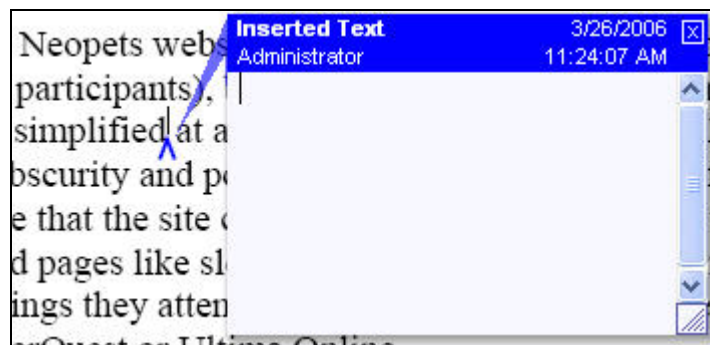 Inserted Text 3/26/2006
Administrator 11:24:07 AM
Neopets webs
participants),
simplified at a
bscurity and p
e that the site
d pages like sl
ings they atten